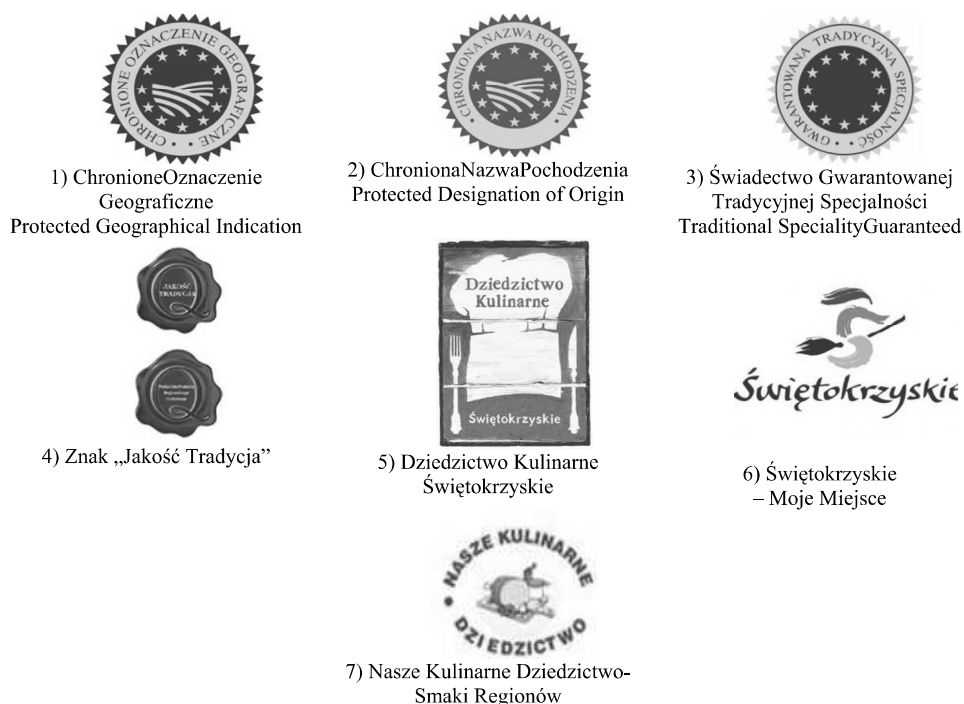 CHRONIONE OZNACZENIE GEOGRAFICZNE
CHRONIONA NAZWA POCHODZENIA
GWARANTOWANA TRADYCYJNA SPECJALNOŚĆ
1) ChronioneOznaczenie
Geograficzne
Protected Geographical Indication
2) ChronionaNazwaPochodzenia
Protected Designation of Origin
3) Świadectwo Gwarantowanej
Tradycyjnej Specjalności
Traditional SpecialityGuaranteed
JAKOŚĆ
TRADYCJA
4) Znak „Jakość Tradycja”
Dziedzictwo
Kulinarne
Świętokrzyskie
5) Dziedzictwo Kulinarne
Świętokrzyskie
Świętokrzyskie
6) Świętokrzyskie
– Moje Miejsce
NASZE KULINARNE
DZIEDZICTWO
7) Nasze Kulinarne Dziedzictwo-
Smaki Regionów